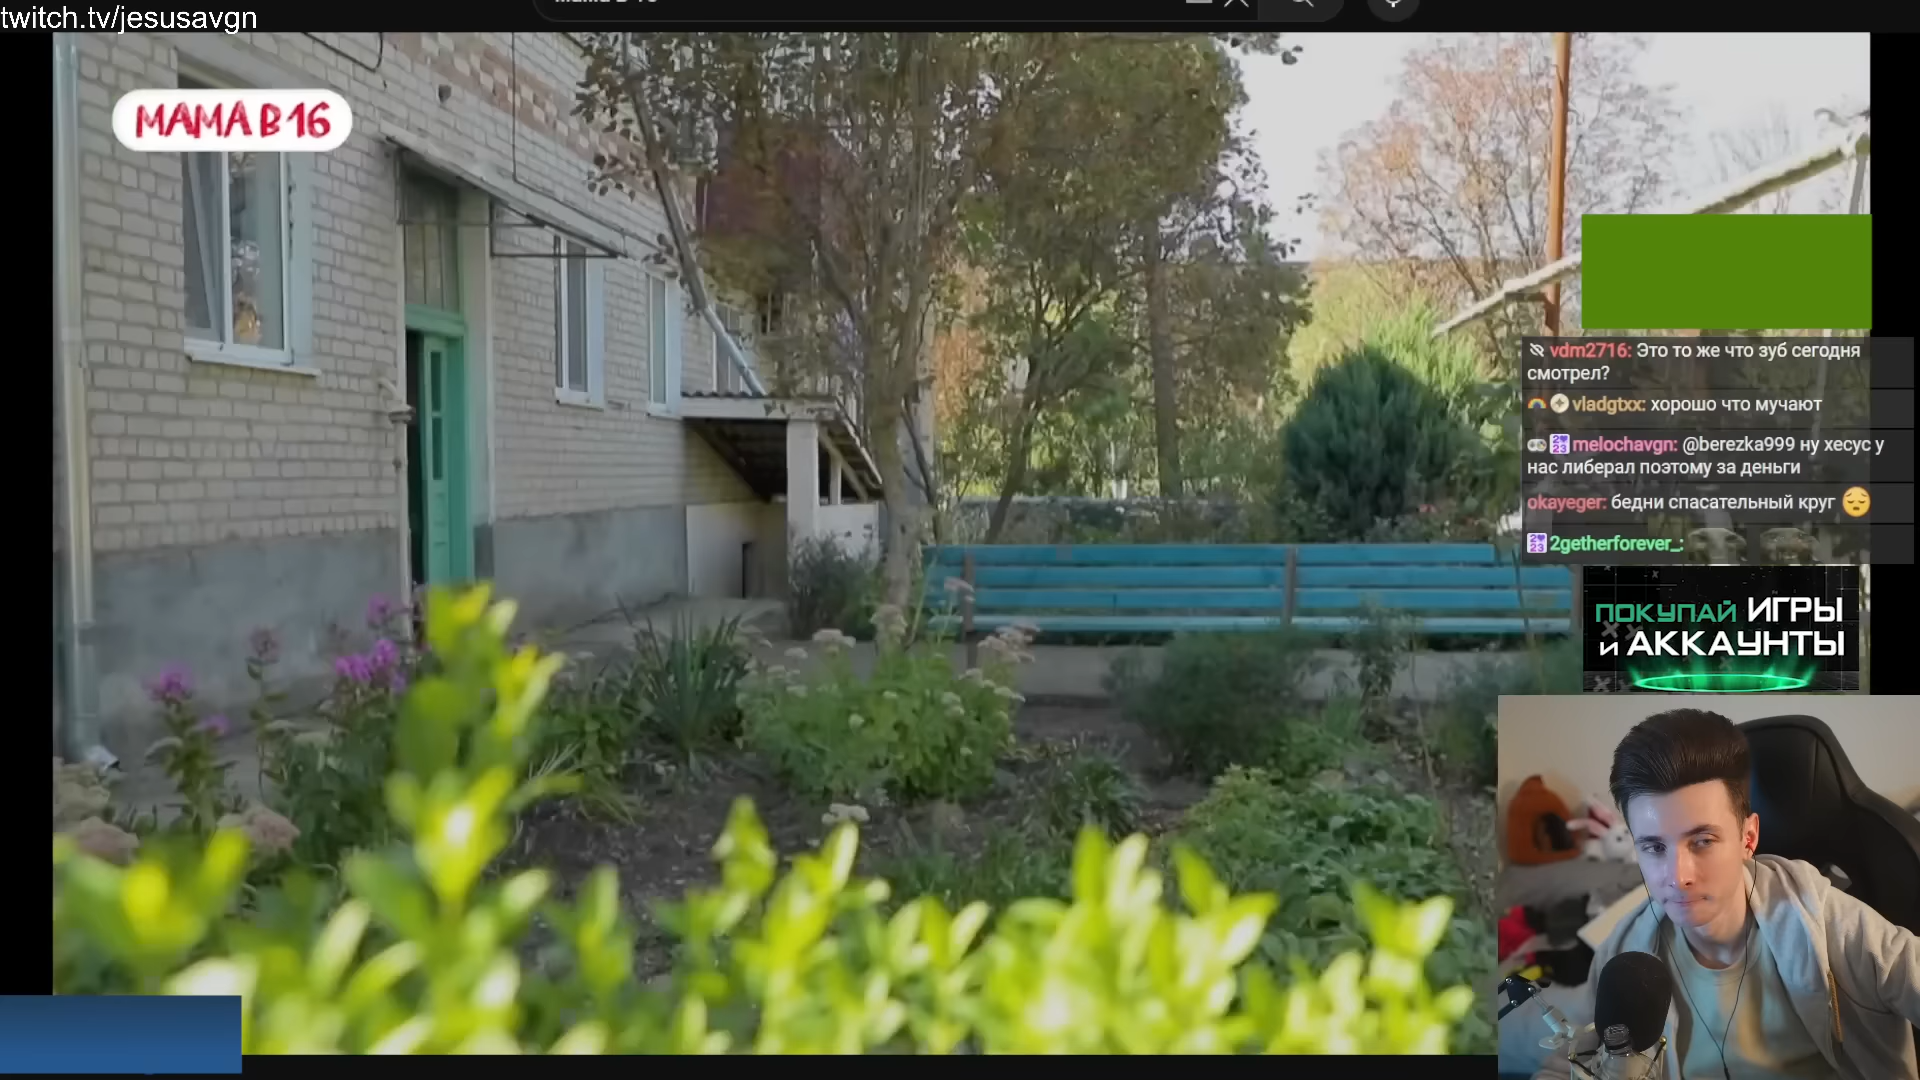 twitch.tv/jesusavgn
МАМА В 16
vdm2716: Это то же что зуб сегодня
смотрел?
vladgtxx: хорошо что мучают
melochavgn: @berezka999 ну хесус у
нас либерал поэтому за деньги
okayeger: бедни спасательный круг
2getherforever_:
ПОКУПАЙ ИГРЫ
и АККАУНТЫ